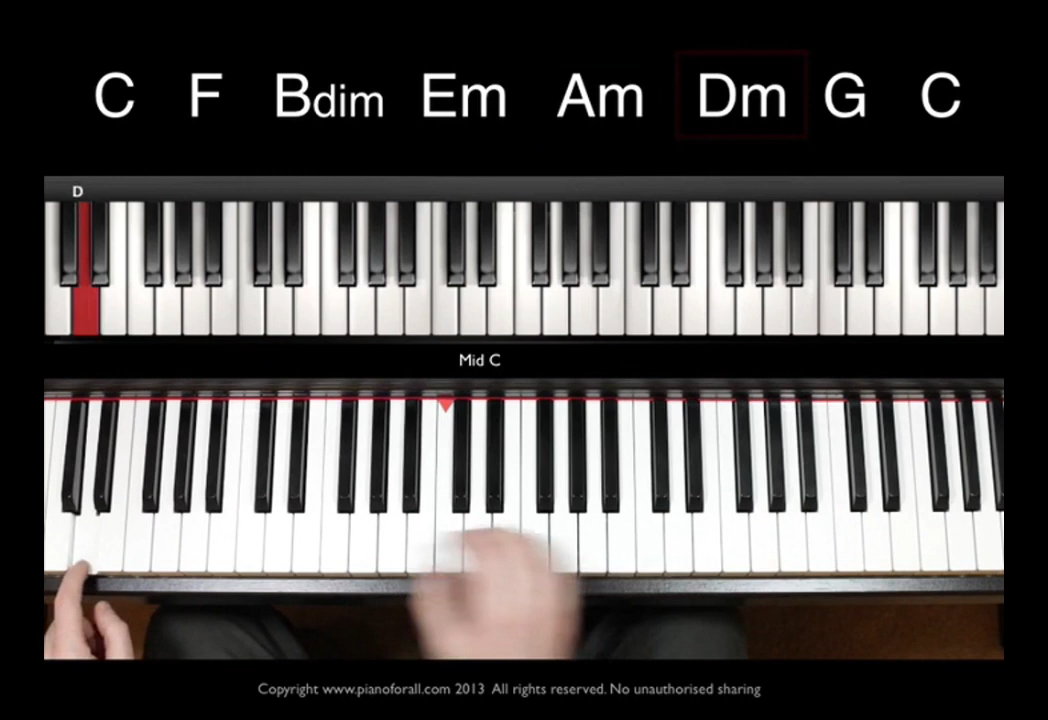 C F Bdim Em Am Dm G C
D
Mid C
Copyright www.pianoforall.com 2013 All rights reserved. No unauthorised sharing